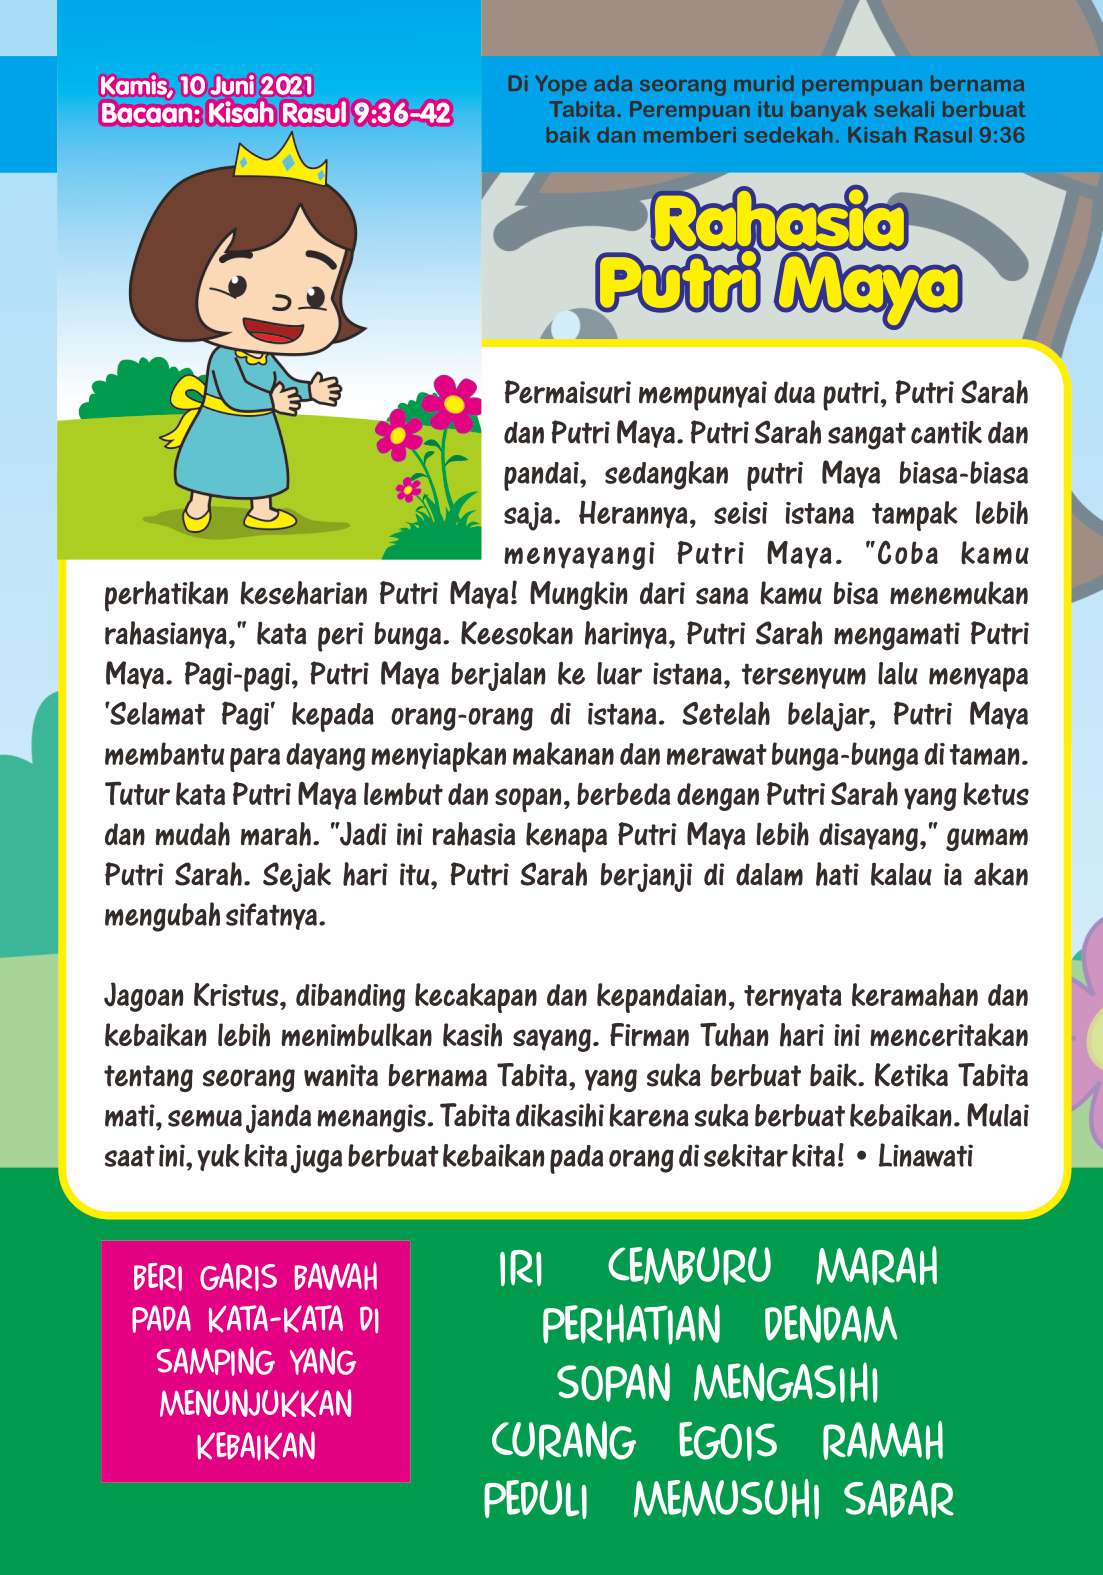 Kamis, 10 Juni 2021
Bacaan: Kisah Rasul 9:36-42
Di Yope ada seorang murid perempuan bernama
Tabita. Perempuan itu banyak sekali berbuat
baik dan memberi sedekah. Kisah Rasul 9:36
Rahasia
Putri Maya
Permaisuri mempunyai dua putri, Putri Sarah
dan Putri Maya. Putri Sarah sangat cantik dan
pandai, sedangkan putri Maya biasa-biasa
saja. Herannya, seisi istana tampak lebih
menyayangi Putri Maya. "Coba kamu
perhatikan keseharian Putri Maya! Mungkin dari sana kamu bisa menemukan
rahasianya," kata peri bunga. Keesokan harinya, Putri Sarah mengamati Putri
Maya. Pagi-pagi, Putri Maya berjalan ke luar istana, tersenyum lalu menyapa
'Selamat Pagi' kepada orang-orang di istana. Setelah belajar, Putri Maya
membantu para dayang menyiapkan makanan dan merawat bunga-bunga di taman.
Tutur kata Putri Maya lembut dan sopan, berbeda dengan Putri Sarah yang ketus
dan mudah marah. "Jadi ini rahasia kenapa Putri Maya lebih disayang," gumam
Putri Sarah. Sejak hari itu, Putri Sarah berjanji di dalam hati kalau ia akan
mengubah sifatnya.
Jagoan Kristus, dibanding kecakapan dan kepandaian, ternyata keramahan dan
kebaikan lebih menimbulkan kasih sayang. Firman Tuhan hari ini menceritakan
tentang seorang wanita bernama Tabita, yang suka berbuat baik. Ketika Tabita
mati, semua janda menangis. Tabita dikasihi karena suka berbuat kebaikan. Mulai
saat ini, yuk kita juga berbuat kebaikan pada orang di sekitar kita! • Linawati
BERI GARIS BAWAH
PADA KATA-KATA DI
SAMPING YANG
MENUNJUKKAN
KEBAIKAN
IRI CEMBURU MARAH
PERHATIAN DENDAM
SOPAN MENGASIHI
CURANG EGOIS RAMAH
PEDULI MEMUSUHI SABAR